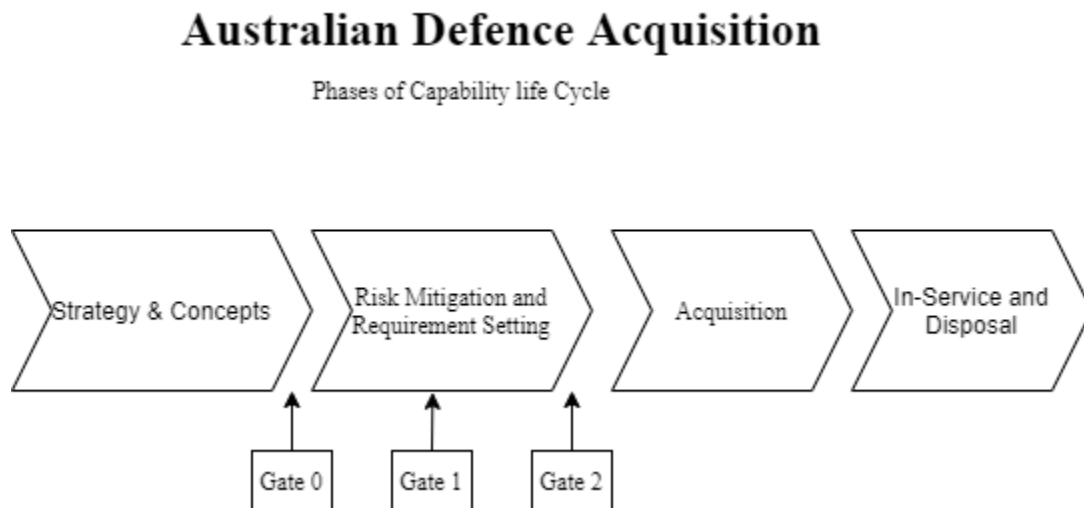 Australian Defence Acquisition
Phases of Capability life Cycle
Strategy & Concepts
Risk Mitigation and
Requirement Setting
Acquisition
In-Service and
Disposal
Gate 0
Gate 1
Gate 2